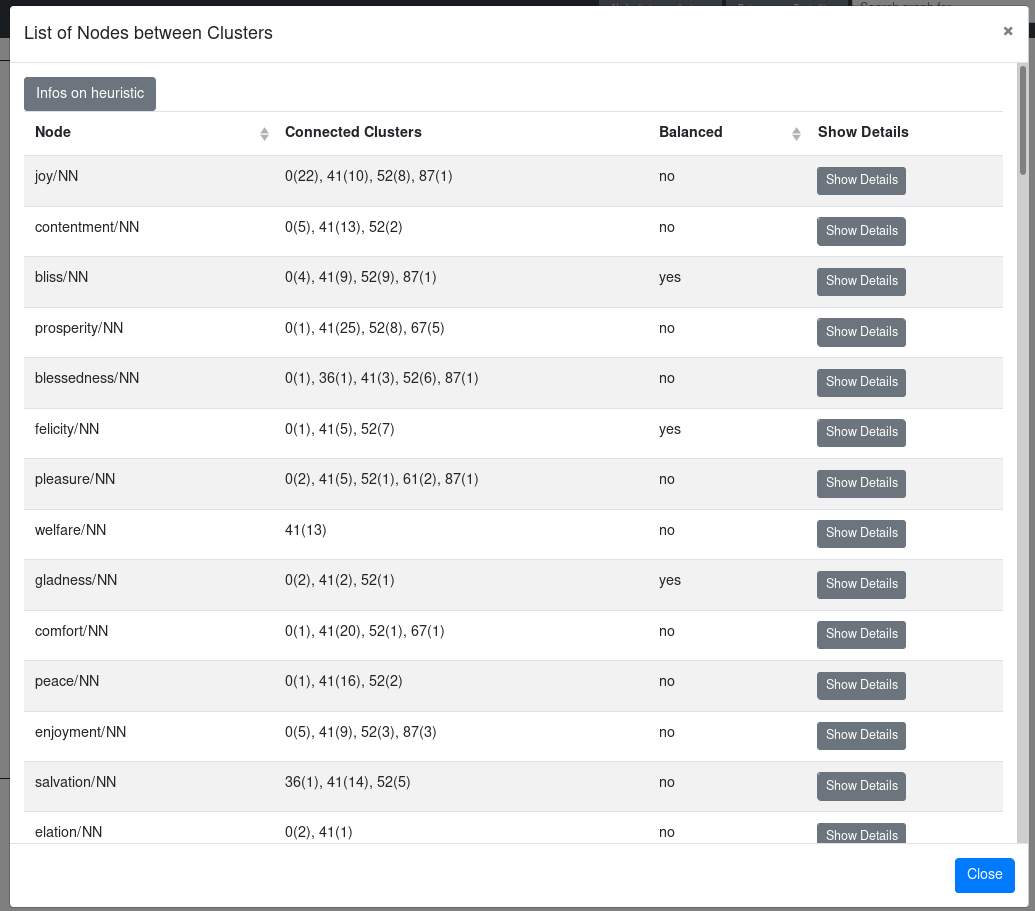 List of Nodes between Clusters ×
Infos on heuristic
Node Connected Clusters Balanced Show Details
joy/NN 0(22), 41(10), 52(8), 87(1) no Show Details
contentment/NN 0(5), 41(13), 52(2) no Show Details
bliss/NN 0(4), 41(9), 52(9), 87(1) yes Show Details
prosperity/NN 0(1), 41(25), 52(8), 67(5) no Show Details
blessedness/NN 0(1), 36(1), 41(3), 52(6), 87(1) no Show Details
felicity/NN 0(1), 41(5), 52(7) yes Show Details
pleasure/NN 0(2), 41(5), 52(1), 61(2), 87(1) no Show Details
welfare/NN 41(13) no Show Details
gladness/NN 0(2), 41(2), 52(1) yes Show Details
comfort/NN 0(1), 41(20), 52(1), 67(1) no Show Details
peace/NN 0(1), 41(16), 52(2) no Show Details
enjoyment/NN 0(5), 41(9), 52(3), 87(3) no Show Details
salvation/NN 36(1), 41(14), 52(5) no Show Details
elation/NN 0(2), 41(1) no Show Details
Close